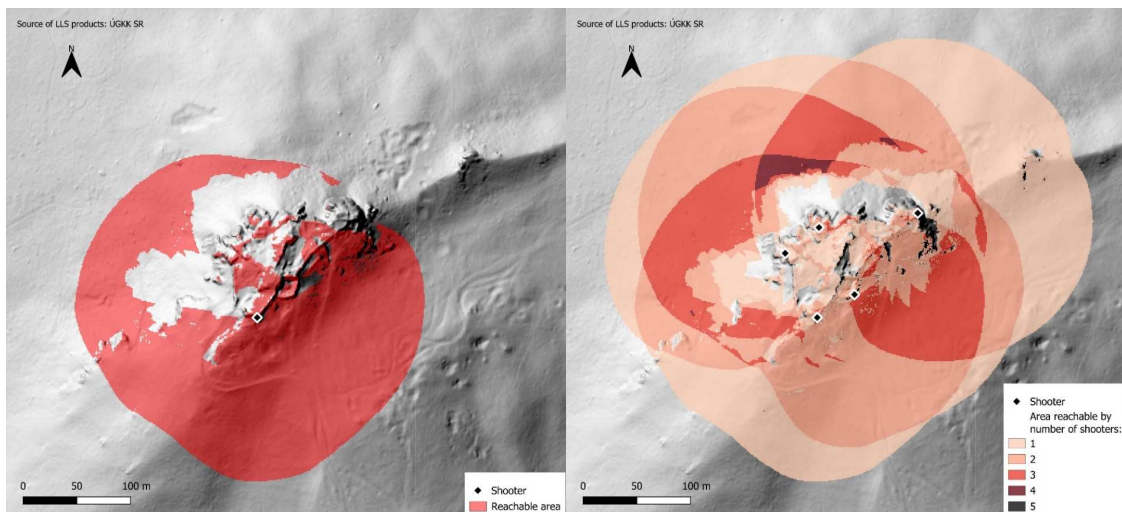 Source of LLS products: ÚGKK SR
N
0 50 100 m
Shooter
Reachable area
Source of LLS products: ÚGKK SR
N
0 50 100 m
Shooter
Area reachable by
number of shooters:
1
2
3
4
5